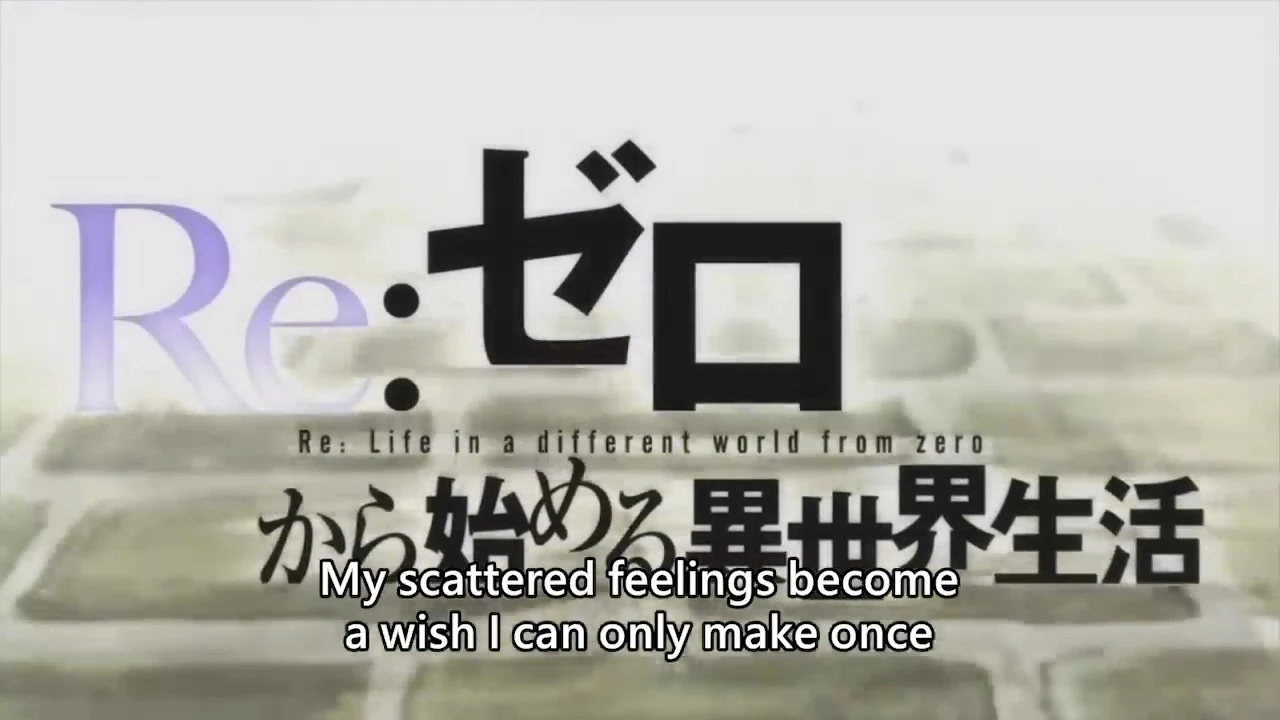 Re:ゼロ
Re: Life in a different world from zero
から始める異世界生活
My scattered feelings become
a wish I can only make once